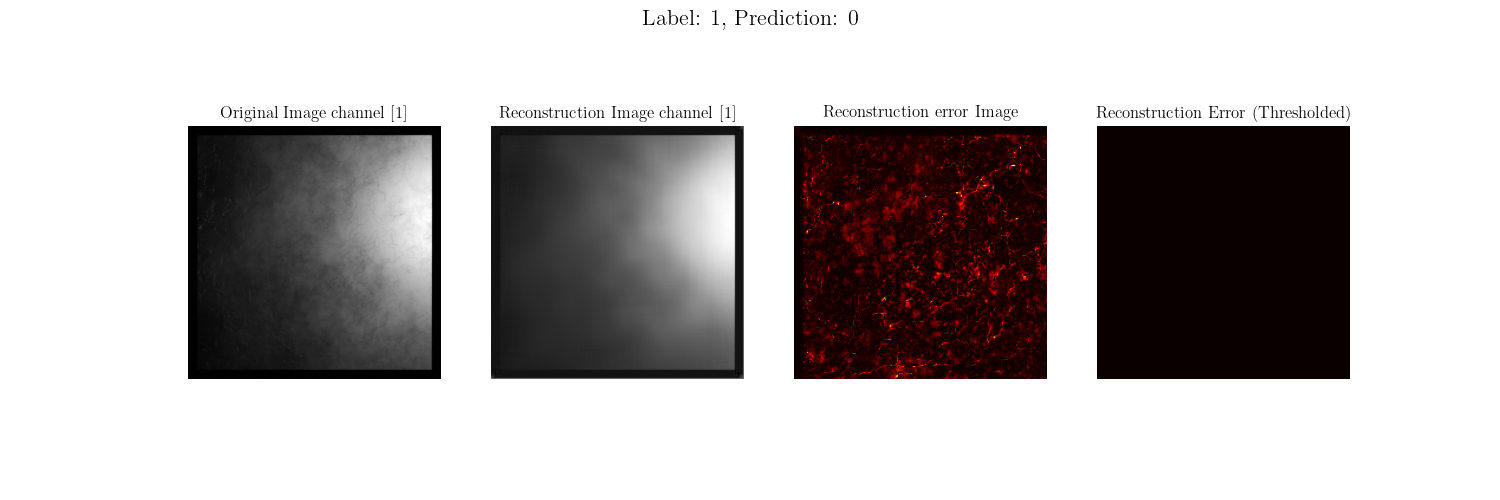 Label: 1, Prediction: 0
Original Image channel [1]
Reconstruction Image channel [1]
Reconstruction error Image
Reconstruction Error (Thresholded)